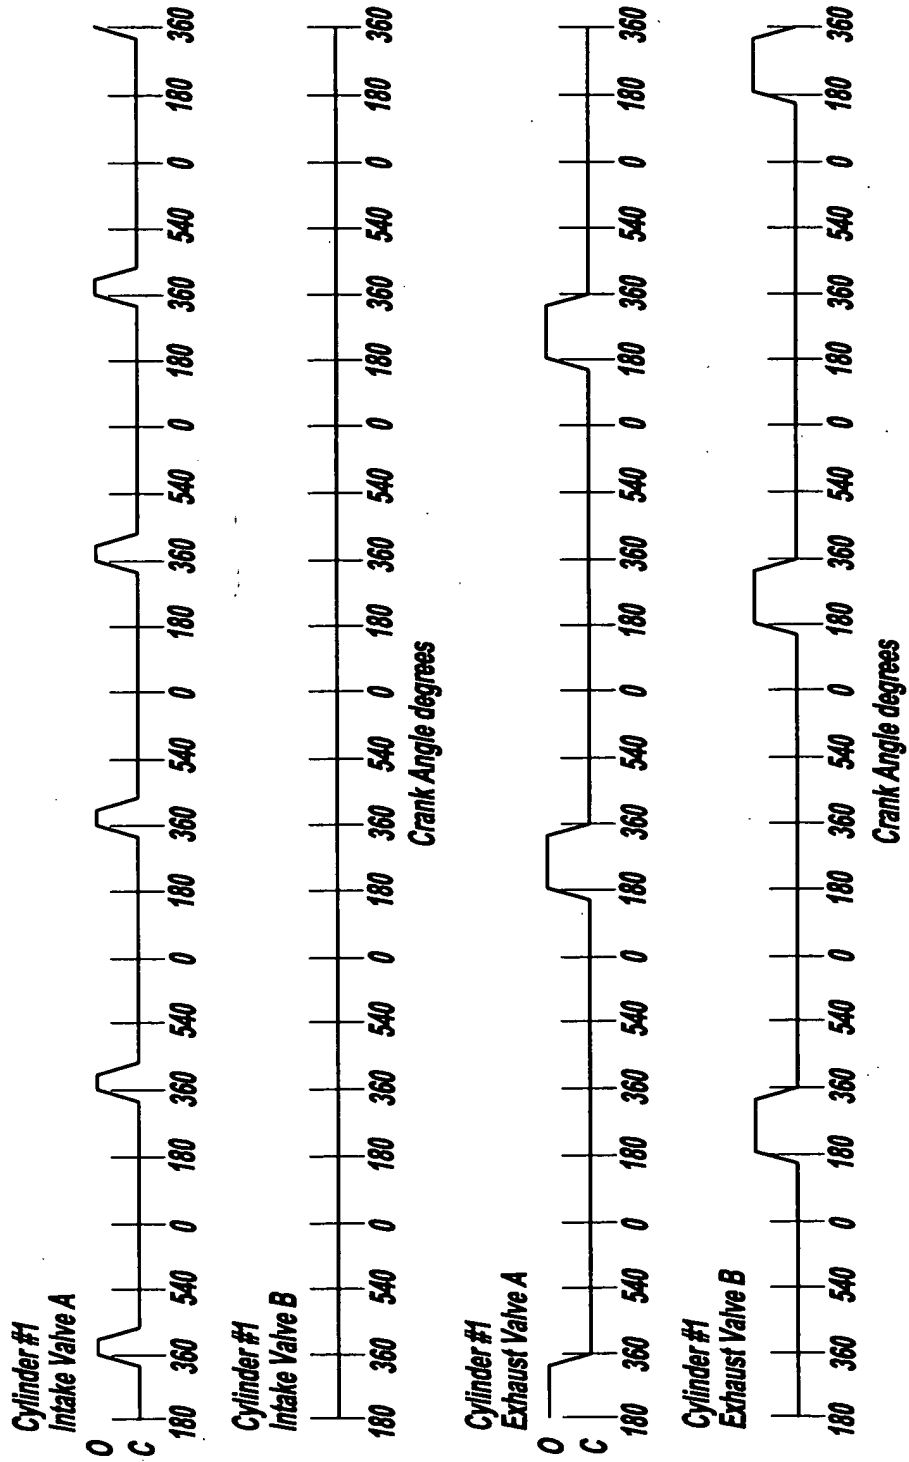 Cylinder #1
Intake Valve A
O
C
180 360 540 0 180 360 540 0 180 360 540 0 180 360 540 0 180 360 540 0 180 360
Cylinder #1
Intake Valve B
180 360 540 0 180 360 540 0 180 360 540 0 180 360 540 0 180 360 540 0 180 360
Crank Angle degrees
Cylinder #1
Exhaust Valve A
O
C
180 360 540 0 180 360 540 0 180 360 540 0 180 360 540 0 180 360 540 0 180 360
Cylinder #1
Exhaust Valve B
180 360 540 0 180 360 540 0 180 360 540 0 180 360 540 0 180 360 540 0 180 360
Crank Angle degrees